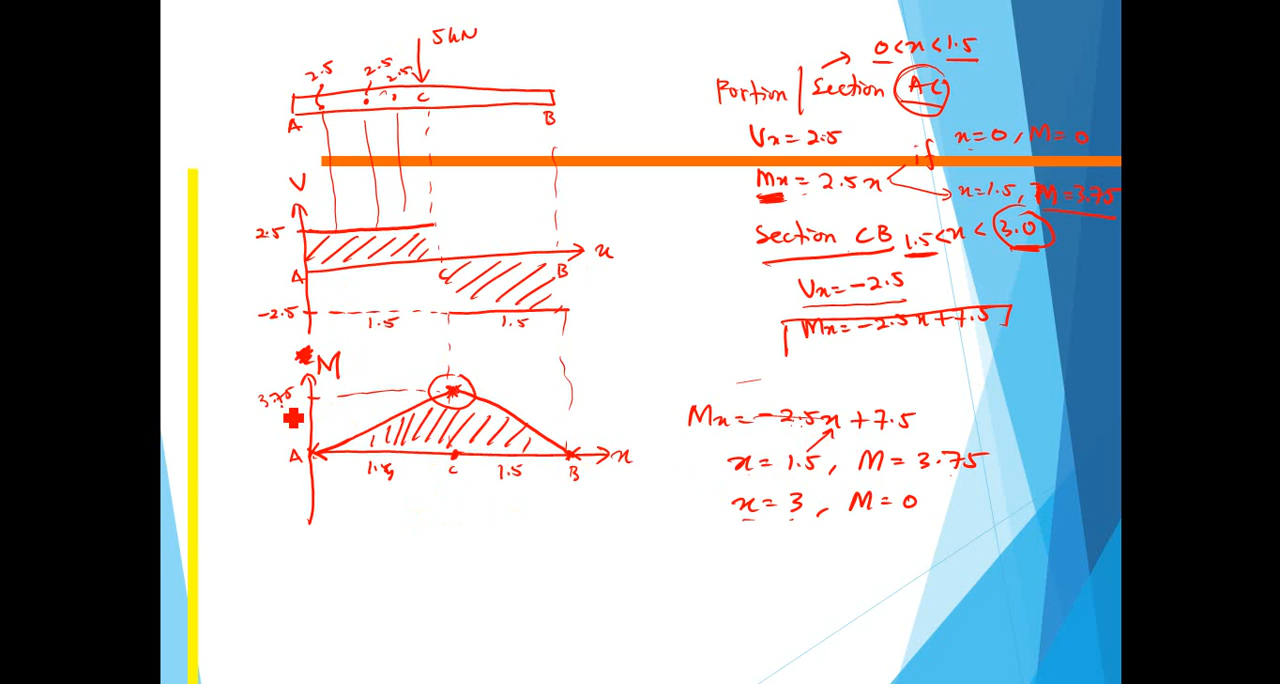 5kN
2.5 2.5 2.5 C
A B
V
2.5
A C B x
-2.5 1.5 1.5
M
3.75
A 1.5 C 1.5 B x
0<x<1.5
Portion | Section AC
Vx = 2.5
if x=0, M=0
Mx = 2.5x
x=1.5, M=3.75
Section CB 1.5<x<3.0
Vx = -2.5
Mx = -2.5x+7.5
Mx = -2.5x + 7.5
x = 1.5, M = 3.75
x = 3, M = 0